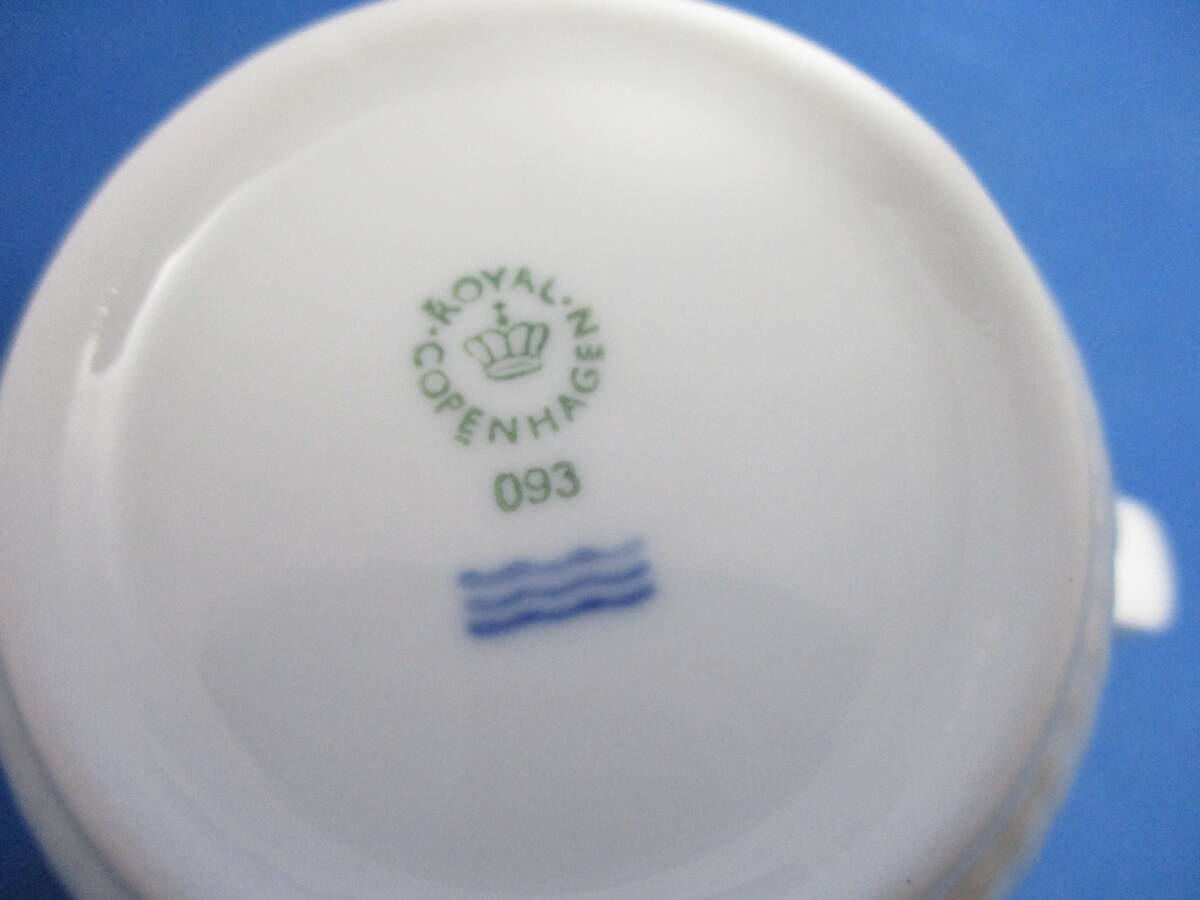 ROYAL · COPENHAGEN ·
093